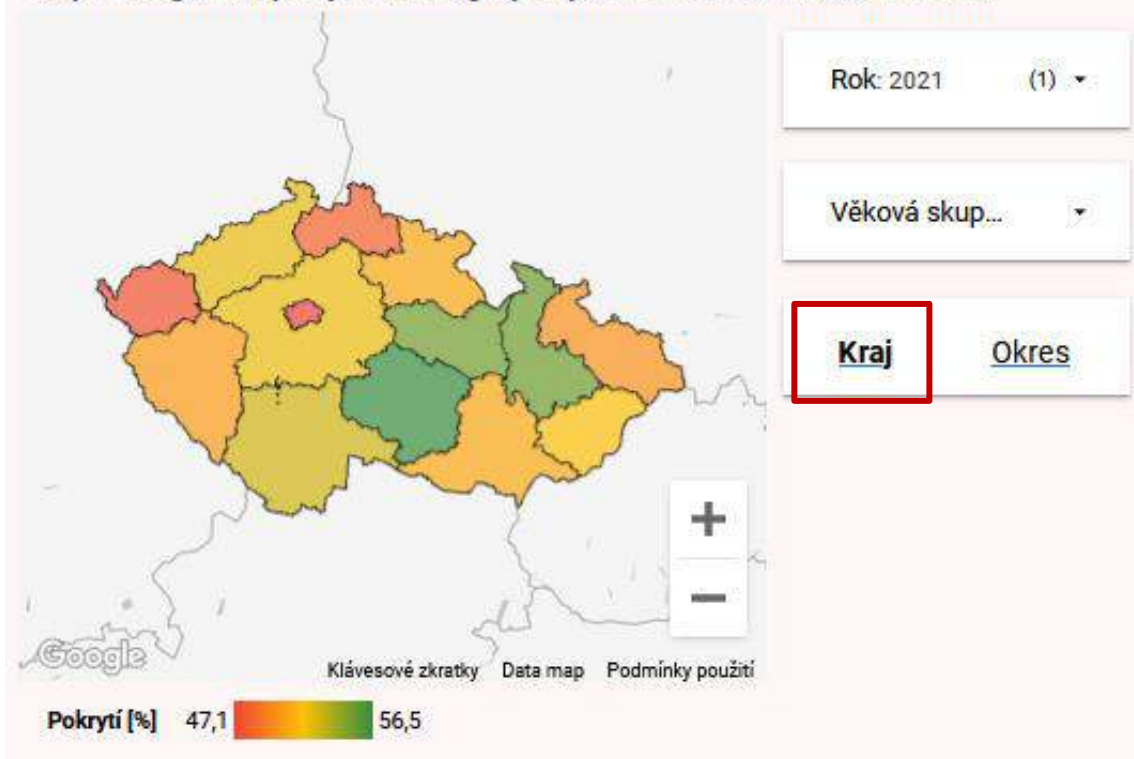 Rok: 2021 (1)
Věková skup...
Kraj Okres
Google
Klávesové zkratky Data map Podmínky použití
Pokrytí [%] 47,1 56,5